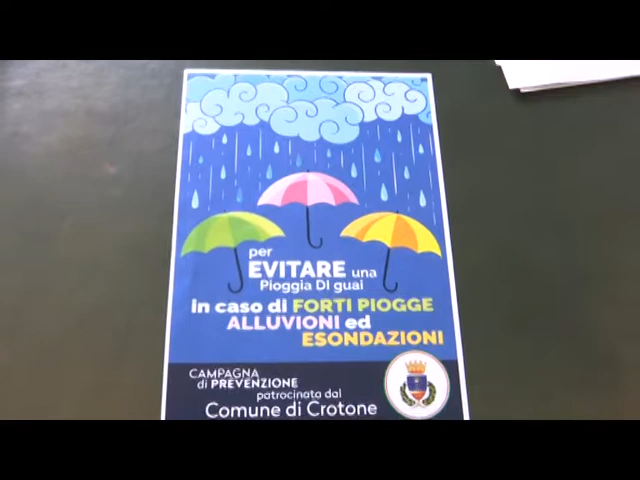 per
EVITARE una
Pioggia Di guai
in caso di FORTI PIOGGE
ALLUVIONI ed
ESONDAZIONI
CAMPAGNA
di PREVENZIONE
patrocinata dal
Comune di Crotone